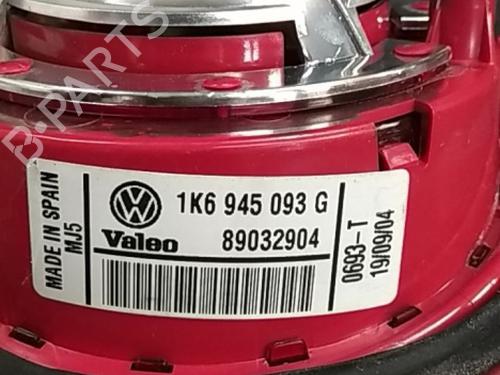 B-PARTS
MADE IN SPAIN
MJ5
1K6 945 093 G
Valeo 89032904
0693-T
19/09/04